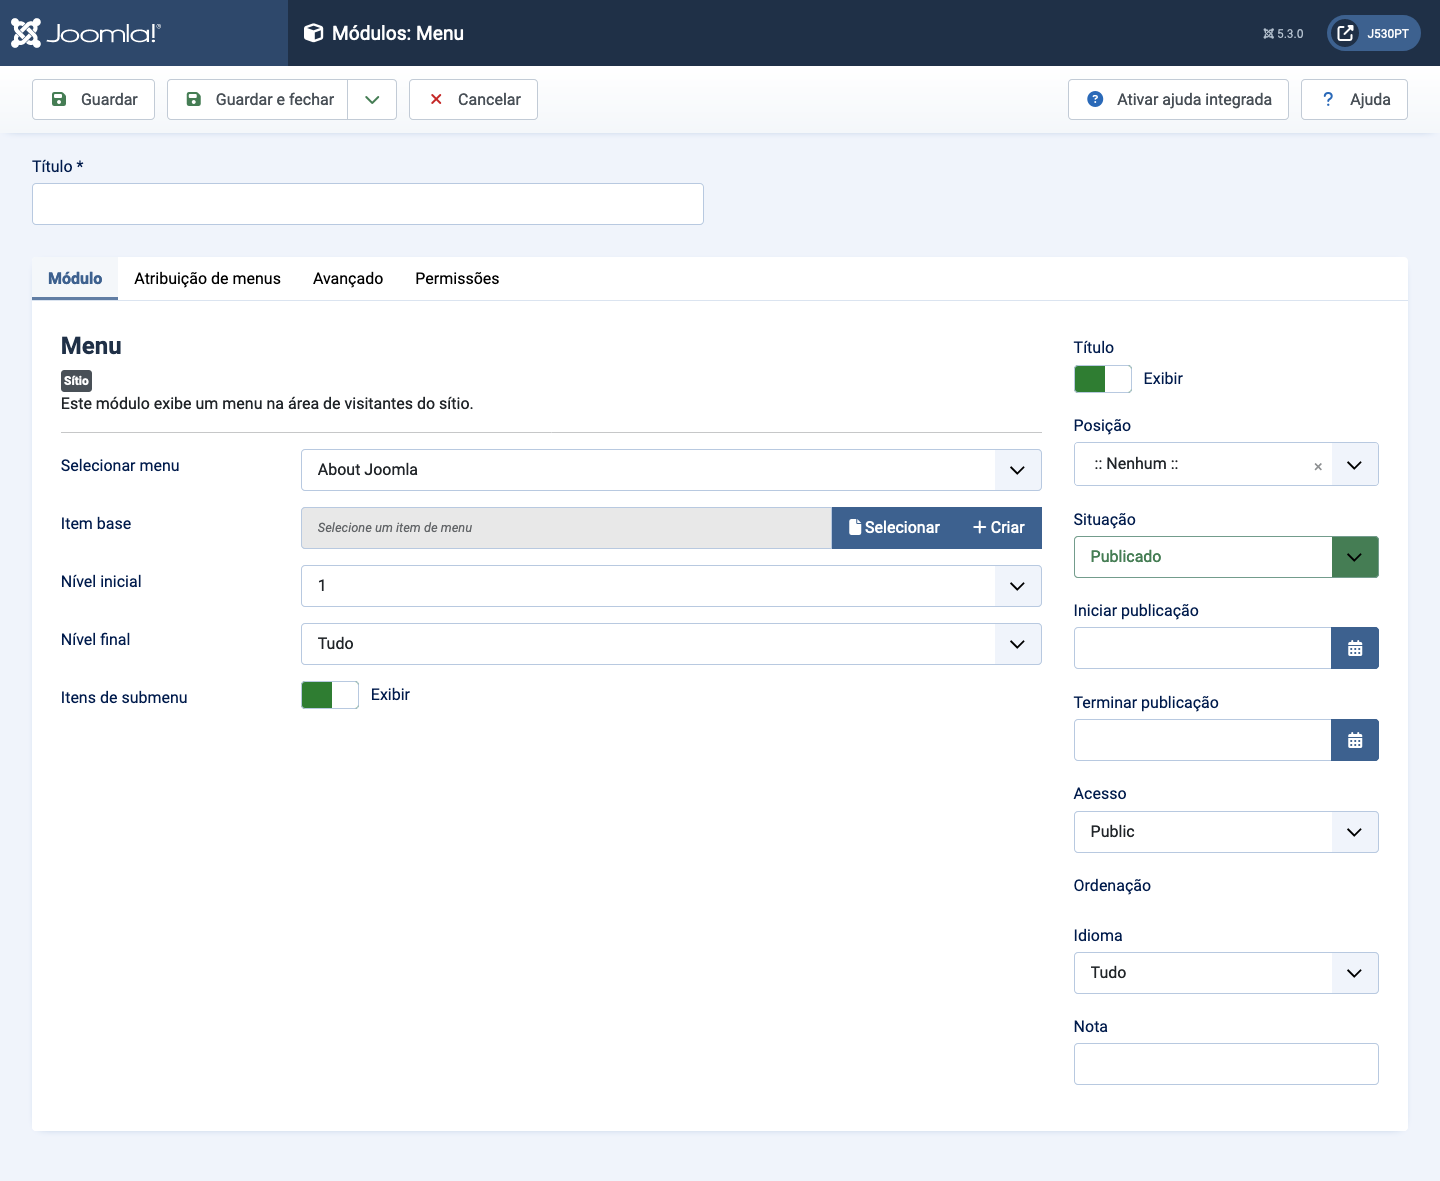 Joomla!®
Módulos: Menu
5.3.0
J530PT
Guardar
Guardar e fechar
Cancelar
Ativar ajuda integrada
? Ajuda
Título *
Módulo
Atribuição de menus
Avançado
Permissões
Menu
Sítio
Este módulo exibe um menu na área de visitantes do sítio.
Selecionar menu
About Joomla
Item base
Selecione um item de menu
Selecionar
Criar
Nível inicial
1
Nível final
Tudo
Itens de submenu
Exibir
Título
Exibir
Posição
:: Nenhum ::
Situação
Publicado
Iniciar publicação
Terminar publicação
Acesso
Public
Ordenação
Idioma
Tudo
Nota